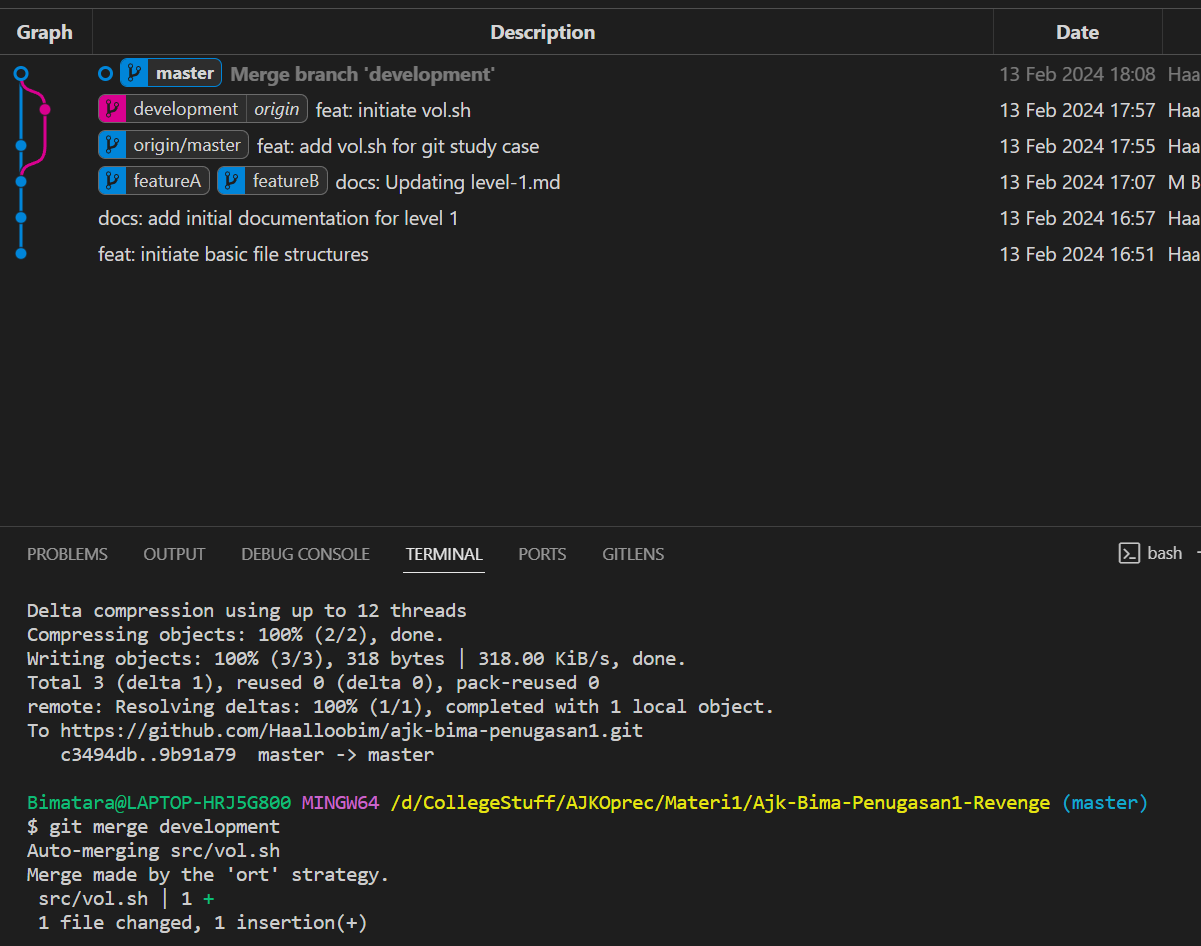 Graph Description Date
master Merge branch 'development' 13 Feb 2024 18:08 Haa
development origin feat: initiate vol.sh 13 Feb 2024 17:57 Haa
origin/master feat: add vol.sh for git study case 13 Feb 2024 17:55 Haa
featureA featureB docs: Updating level-1.md 13 Feb 2024 17:07 M B
docs: add initial documentation for level 1 13 Feb 2024 16:57 Haa
feat: initiate basic file structures 13 Feb 2024 16:51 Haa
PROBLEMS OUTPUT DEBUG CONSOLE TERMINAL PORTS GITLENS bash
Delta compression using up to 12 threads
Compressing objects: 100% (2/2), done.
Writing objects: 100% (3/3), 318 bytes | 318.00 KiB/s, done.
Total 3 (delta 1), reused 0 (delta 0), pack-reused 0
remote: Resolving deltas: 100% (1/1), completed with 1 local object.
To https://github.com/Haalloobim/ajk-bima-penugasan1.git
c3494db..9b91a79 master -> master
Bimatara@LAPTOP-HRJ5G800 MINGW64 /d/CollegeStuff/AJKOprec/Materi1/Ajk-Bima-Penugasan1-Revenge (master)
$ git merge development
Auto-merging src/vol.sh
Merge made by the 'ort' strategy.
src/vol.sh | 1 +
1 file changed, 1 insertion(+)